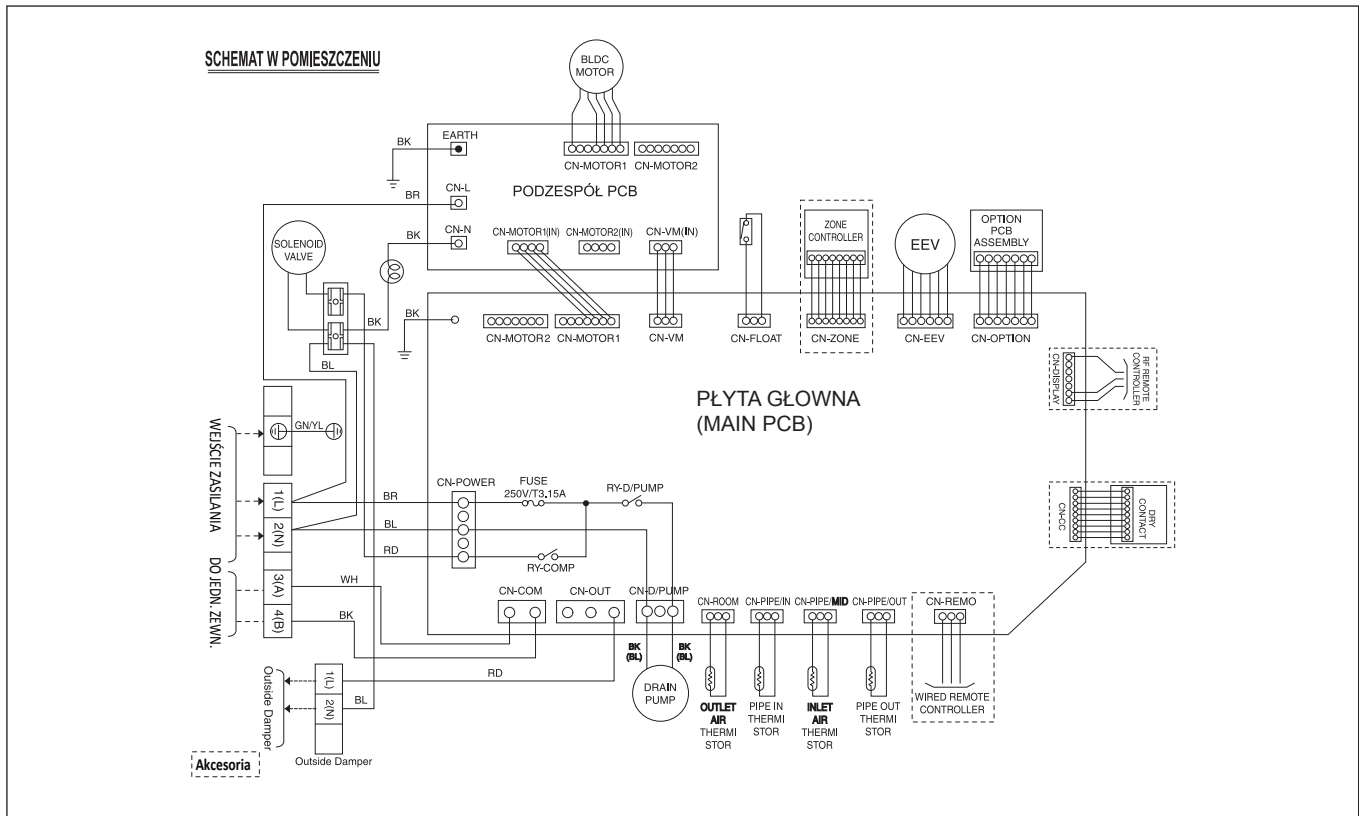 SCHEMAT W POMIESZCZENIU
BLDC
MOTOR
BK
EARTH
CN-MOTOR1
CN-MOTOR2
BR
CN-L
PODZESPÓŁ PCB
CN-N
CN-MOTOR1(IN)
CN-MOTOR2(IN)
CN-VM(IN)
SOLENOID
VALVE
BK
BL
BK
CN-MOTOR2
CN-MOTOR1
CN-VM
CN-FLOAT
ZONE
CONTROLLER
CN-ZONE
EEV
CN-EEV
OPTION
PCB
ASSEMBLY
CN-OPTION
CN-DISPLAY
RF REMOTE
CONTROLLER
PŁYTA GŁOWNA
(MAIN PCB)
CN-CC
DRY
CONTACT
WEJŚCIE ZASILANIA
GN/YL
1(L)
2(N)
BR
BL
RD
CN-POWER
FUSE
250V/T3.15A
RY-D/PUMP
RY-COMP
DO JEDN. ZEWN.
3(A)
4(B)
WH
BK
CN-COM
CN-OUT
CN-D/PUMP
CN-ROOM
CN-PIPE/IN
CN-PIPE/MID
CN-PIPE/OUT
CN-REMO
BK
(BL)
BK
(BL)
DRAIN
PUMP
OUTLET
AIR
THERMI
STOR
PIPE IN
THERMI
STOR
INLET
AIR
THERMI
STOR
PIPE OUT
THERMI
STOR
WIRED REMOTE
CONTROLLER
Outside Damper
1(L)
2(N)
RD
BL
Outside Damper
Akcesoria